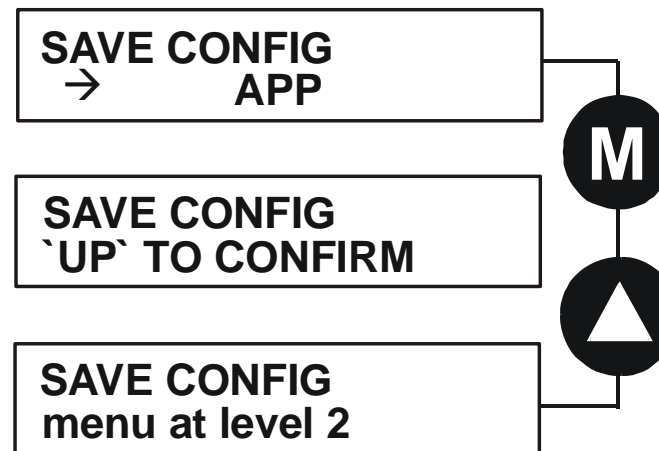 SAVE CONFIG
→ APP
M
SAVE CONFIG
`UP` TO CONFIRM
SAVE CONFIG
menu at level 2